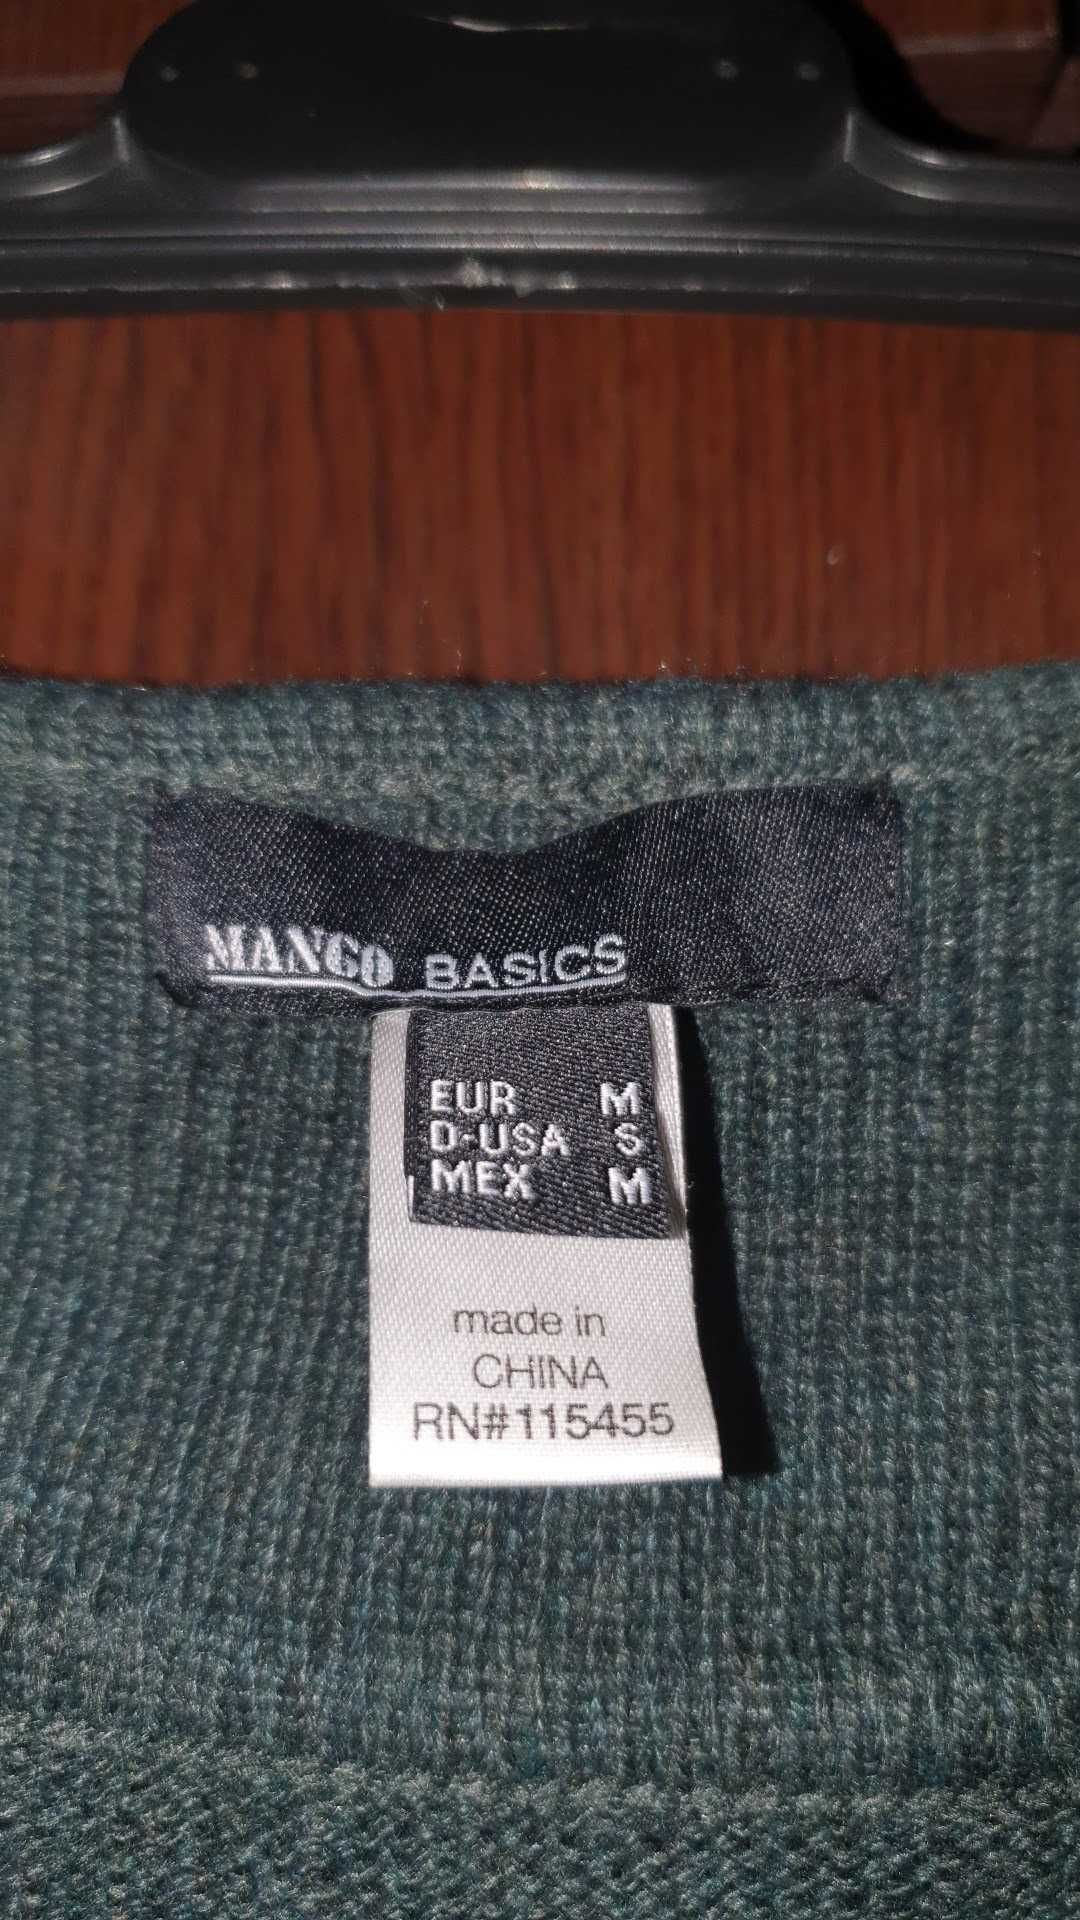 MANGO BASICS
EUR M
D-USA S
MEX M
made in
CHINA
RN#115455